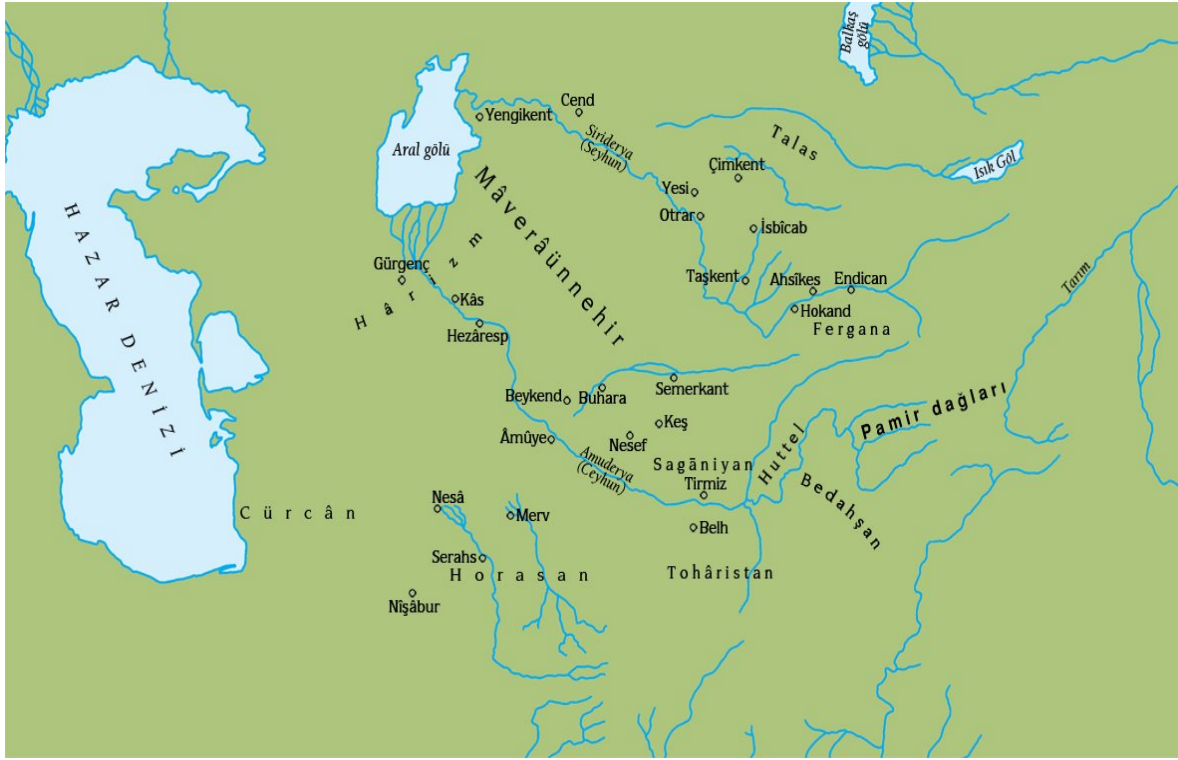 Balkaş
gölü
Cend
Yengikent
Siriderya
(Seyhun)
Talas
Aral gölü
Çimkent
Isık Göl
Yesi
Mâverâünnehir
Otrar
İsbîcab
HAZAR DENİZİ
Hârizm
Gürgenç
Taşkent
Ahsîkes
Endican
Tarım
Kâs
Hokand
Hezâresp
Fergana
Semerkant
Beykend
Buhara
Pamir dağları
Keş
Âmûye
Nesef
Huttel
Amuderya
(Ceyhun)
Sagāniyan
Tirmiz
Bedahşan
Nesâ
Cürcân
Merv
Belh
Serahs
Horasan
Tohâristan
Nîşâbur